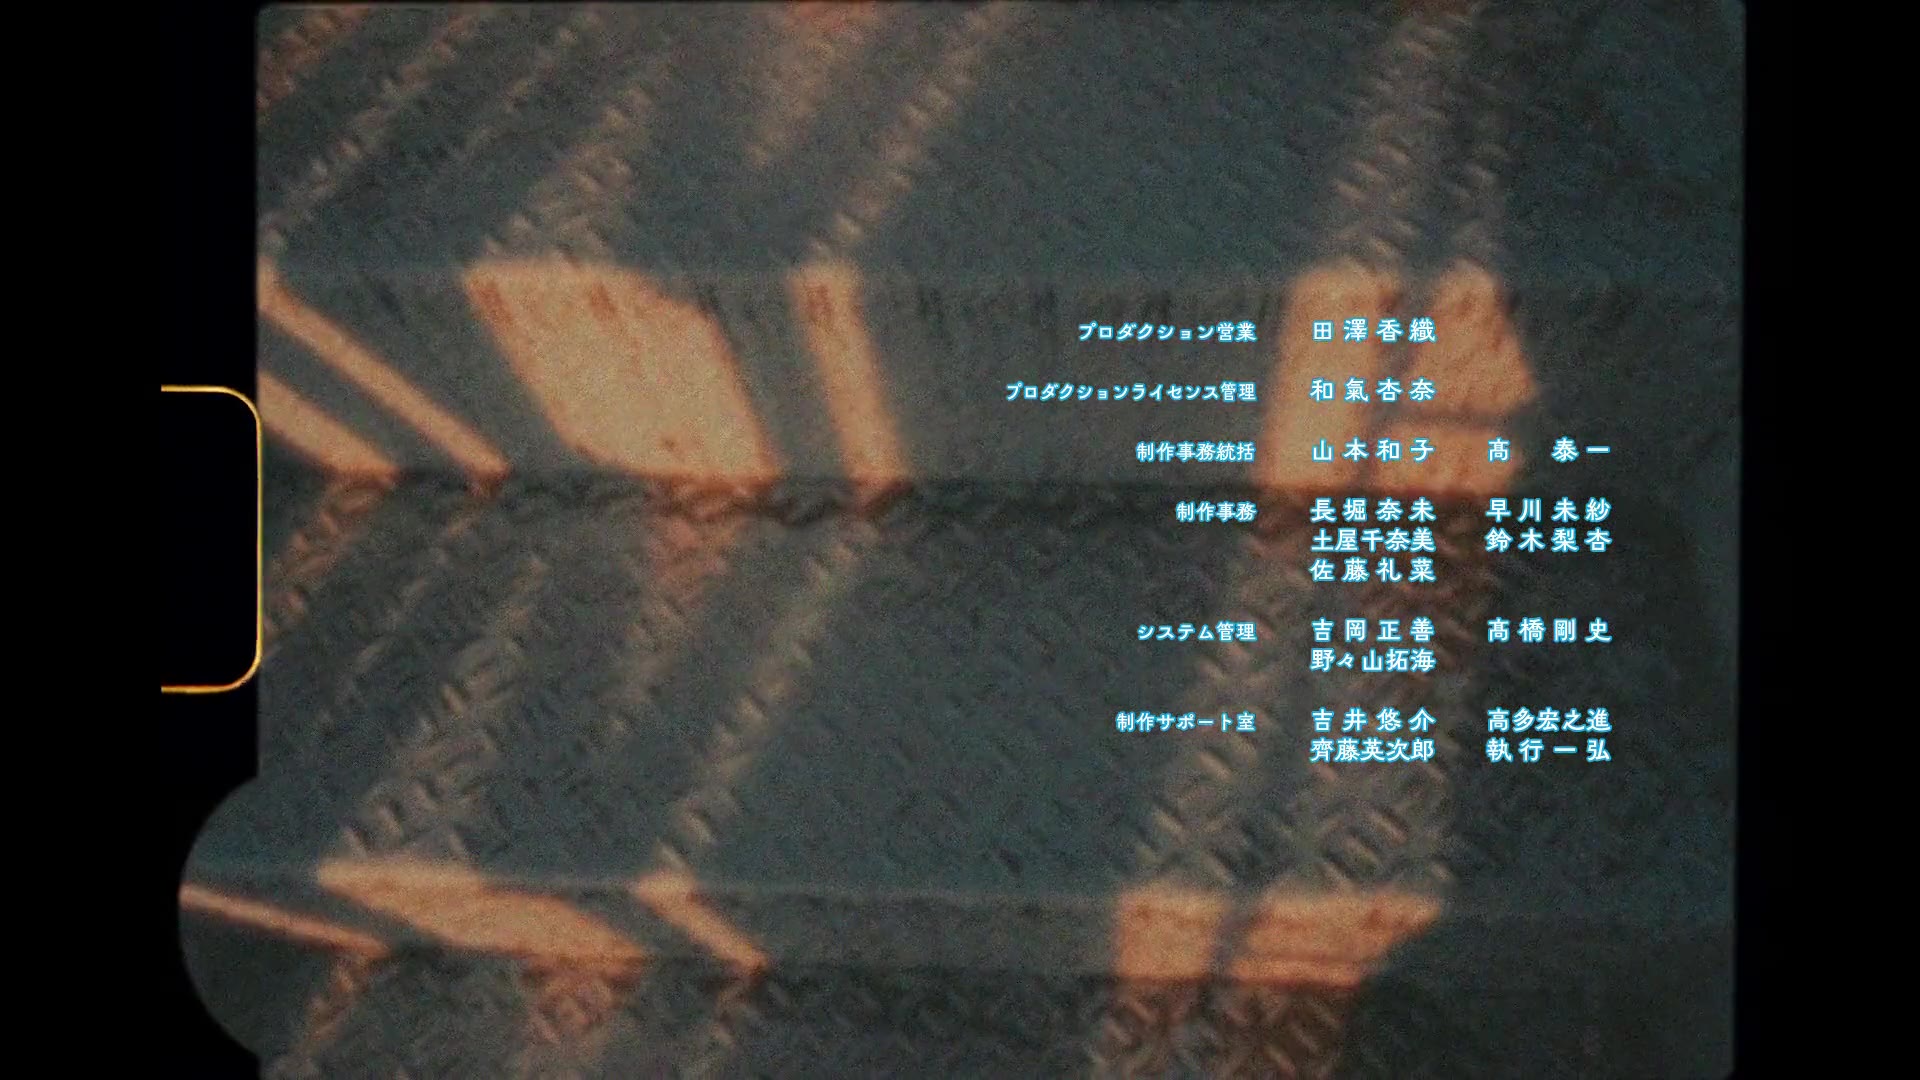 プロダクション営業 田澤香織
プロダクションライセンス管理 和氣杏奈
制作事務統括 山本和子 髙 泰一
制作事務 長堀奈未 早川未紗
土屋千奈美 鈴木梨杏
佐藤礼菜
システム管理 吉岡正善 髙橋剛史
野々山拓海
制作サポート室 吉井悠介 高多宏之進
齊藤英次郎 執行一弘